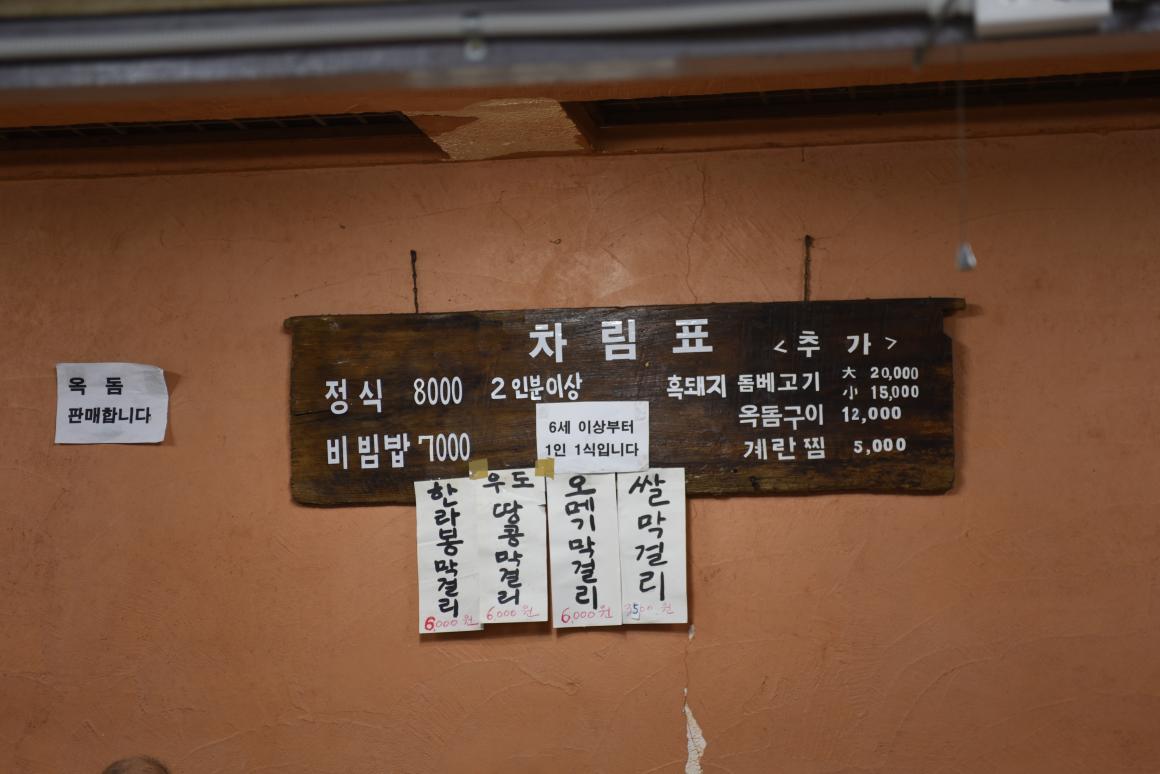 옥 돔
판매합니다
차 림 표
정식 8000 2인분이상
비빔밥 7000
6세 이상부터
1인 1식입니다
<추 가>
흑돼지 돔베고기 大 20,000
小 15,000
옥돔구이 12,000
계란찜 5,000
한라봉막걸리
6,000원
우도
땅콩막걸리
6,000원
오메기막걸리
6,000원
쌀막걸리
3500원